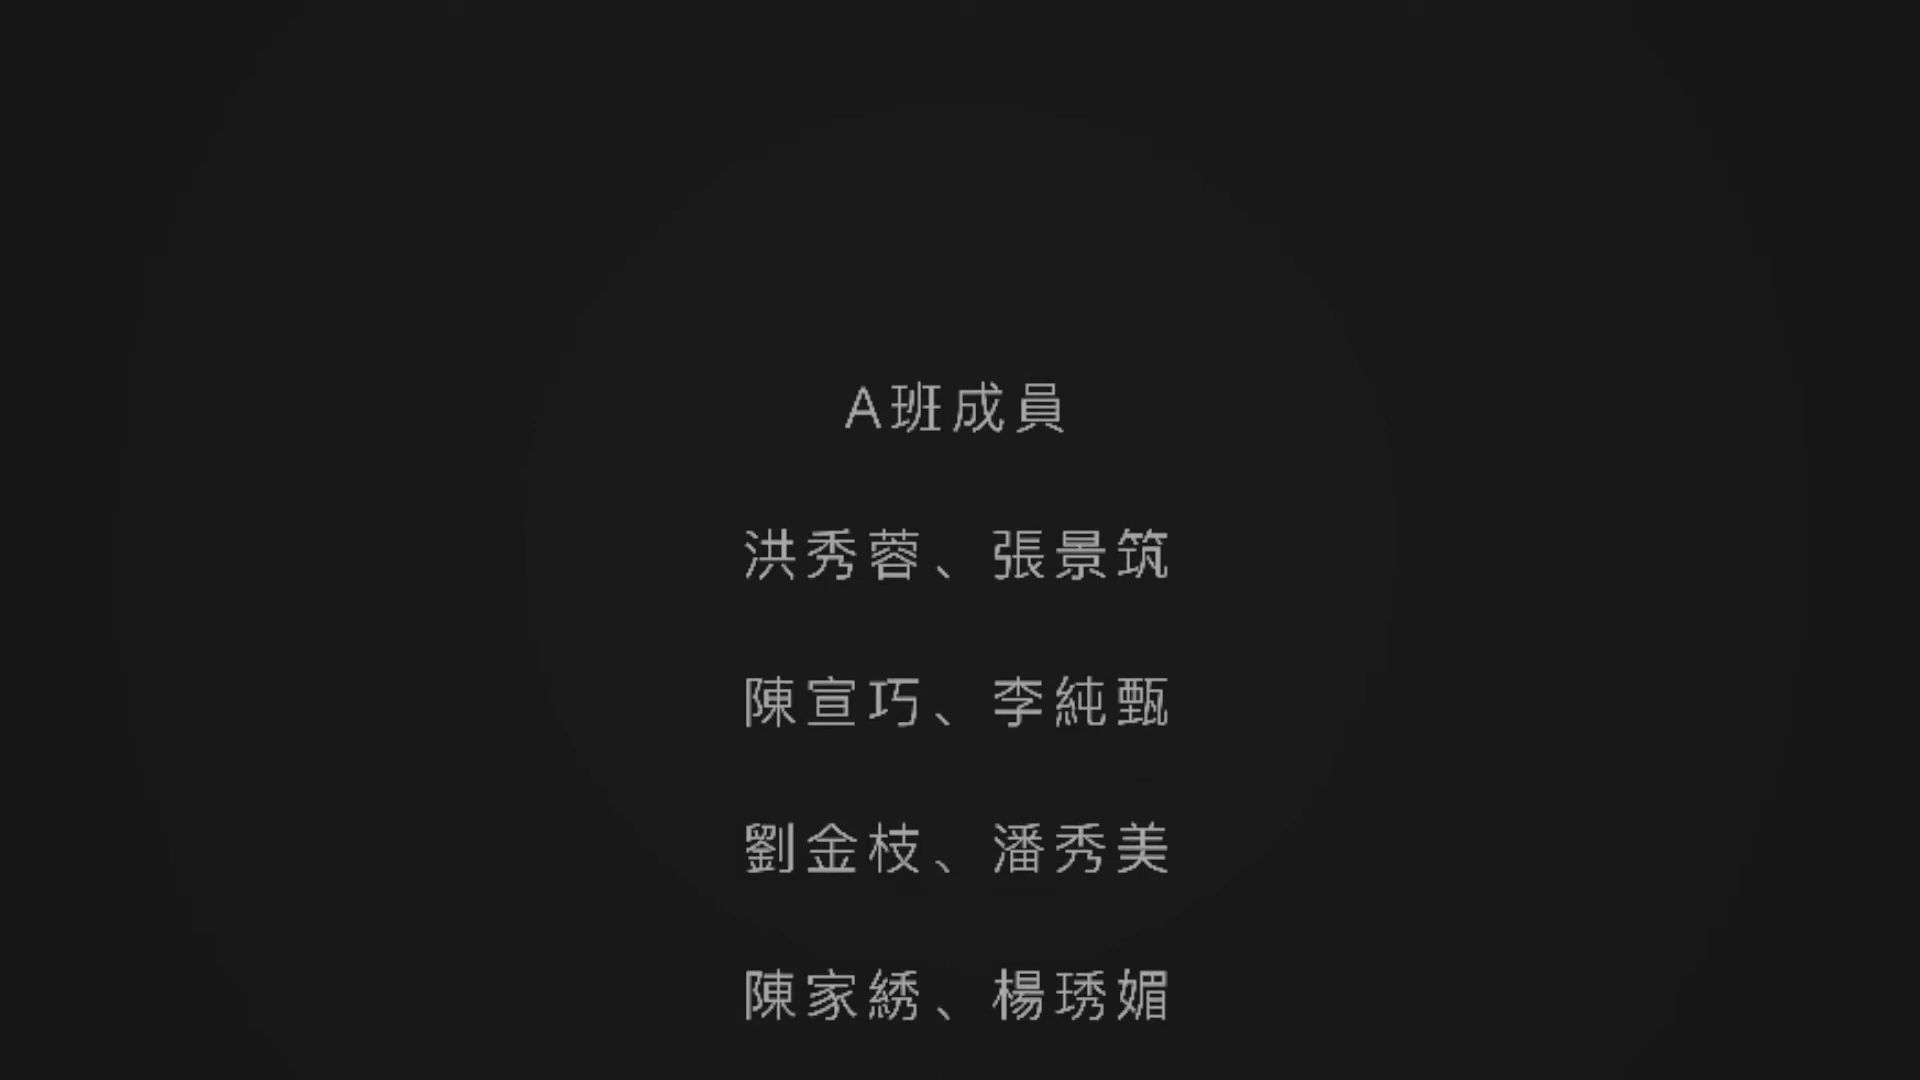 A班成員
洪秀蓉、張景筑
陳宣巧、李純甄
劉金枝、潘秀美
陳家綉、楊琇媚